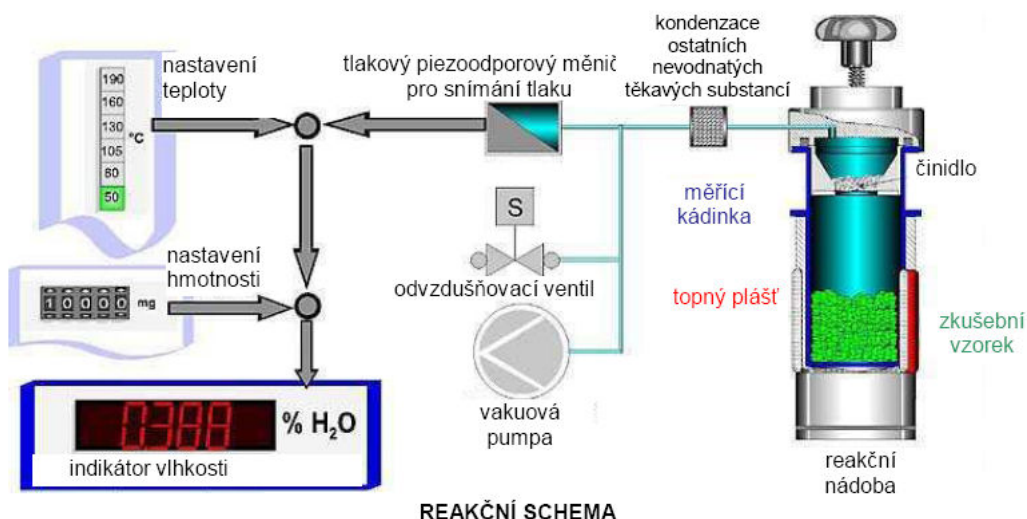 nastavení
teploty
190
160
130
105
80
50
°C
tlakový piezoodporový měnič
pro snímání tlaku
kondenzace
ostatních
nevodnatých
těkavých substancí
činidlo
měřící
kádinka
S
odvzdušňovací ventil
nastavení
hmotnosti
10000 mg
topný plášť
zkušební
vzorek
vakuová
pumpa
% H₂O
indikátor vlhkosti
reakční
nádoba
REAKČNÍ SCHEMA